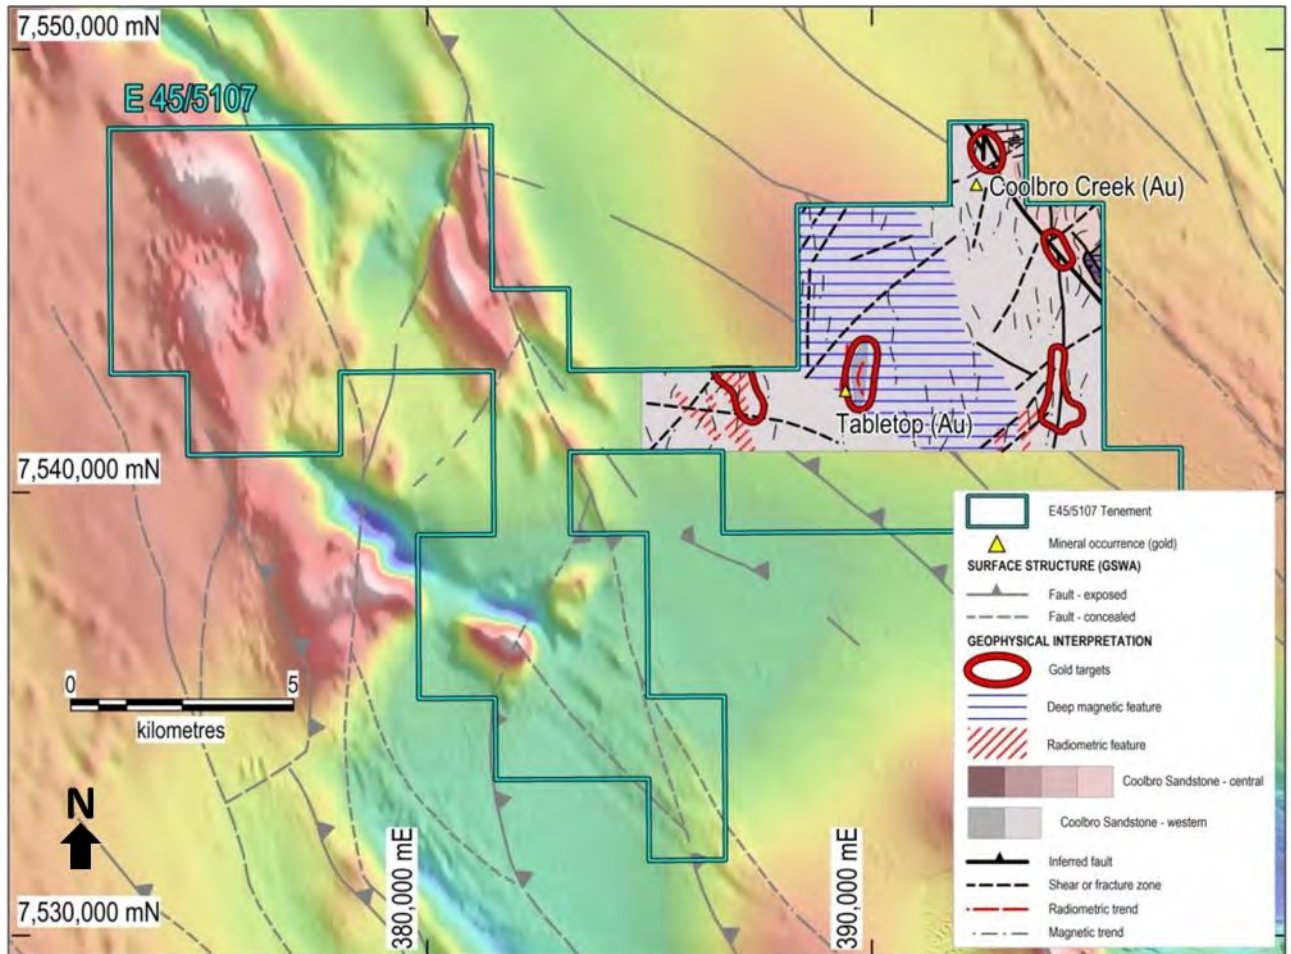 7,550,000 mN
E 45/5107
Coolbro Creek (Au)
Tabletop (Au)
7,540,000 mN
0 5
kilometres
N
380,000 mE
390,000 mE
7,530,000 mN
E45/5107 Tenement
Mineral occurrence (gold)
SURFACE STRUCTURE (GSWA)
Fault - exposed
Fault - concealed
GEOPHYSICAL INTERPRETATION
Gold targets
Deep magnetic feature
Radiometric feature
Coolbro Sandstone - central
Coolbro Sandstone - western
Inferred fault
Shear or fracture zone
Radiometric trend
Magnetic trend